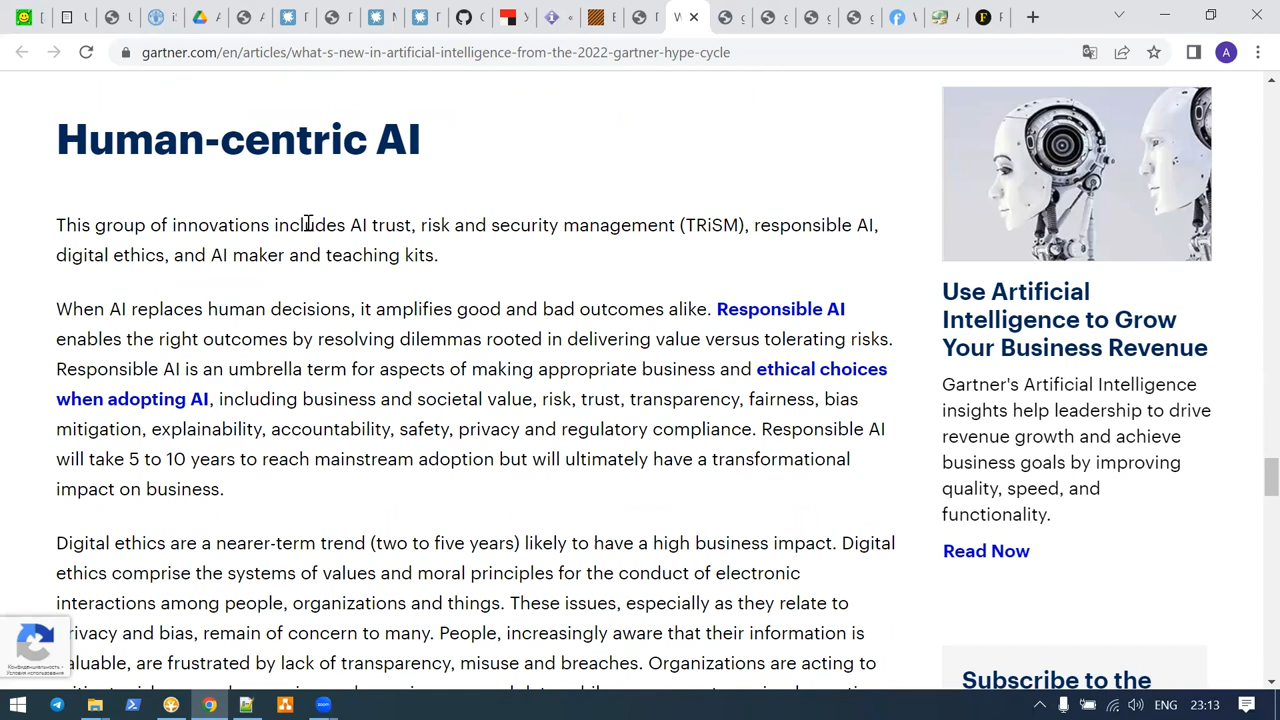 gartner.com/en/articles/what-s-new-in-artificial-intelligence-from-the-2022-gartner-hype-cycle
A
Human-centric AI
This group of innovations includes AI trust, risk and security management (TRiSM), responsible AI,
digital ethics, and AI maker and teaching kits.
When AI replaces human decisions, it amplifies good and bad outcomes alike. Responsible AI
enables the right outcomes by resolving dilemmas rooted in delivering value versus tolerating risks.
Responsible AI is an umbrella term for aspects of making appropriate business and ethical choices
when adopting AI, including business and societal value, risk, trust, transparency, fairness, bias
mitigation, explainability, accountability, safety, privacy and regulatory compliance. Responsible AI
will take 5 to 10 years to reach mainstream adoption but will ultimately have a transformational
impact on business.
Digital ethics are a nearer-term trend (two to five years) likely to have a high business impact. Digital
ethics comprise the systems of values and moral principles for the conduct of electronic
interactions among people, organizations and things. These issues, especially as they relate to
privacy and bias, remain of concern to many. People, increasingly aware that their information is
valuable, are frustrated by lack of transparency, misuse and breaches. Organizations are acting to
Use Artificial
Intelligence to Grow
Your Business Revenue
Gartner's Artificial Intelligence
insights help leadership to drive
revenue growth and achieve
business goals by improving
quality, speed, and
functionality.
Read Now
Subscribe to the
Конфиденциальность -
Условия использования
zoom
ENG
23:13